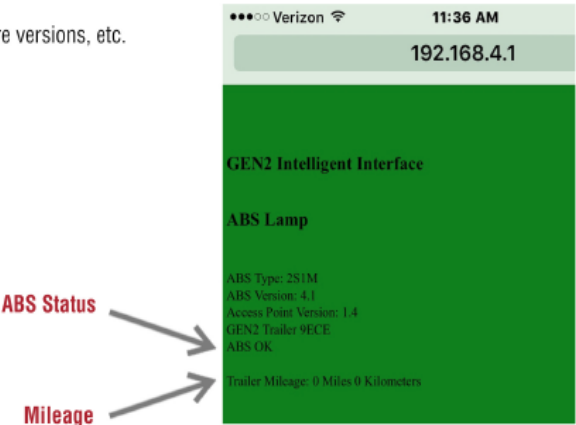 ●●●○○ Verizon 11:36 AM
re versions, etc.
192.168.4.1
GEN2 Intelligent Interface
ABS Lamp
ABS Type: 2S1M
ABS Version: 4.1
Access Point Version: 1.4
GEN2 Trailer 9ECE
ABS Status
ABS OK
Trailer Mileage: 0 Miles 0 Kilometers
Mileage